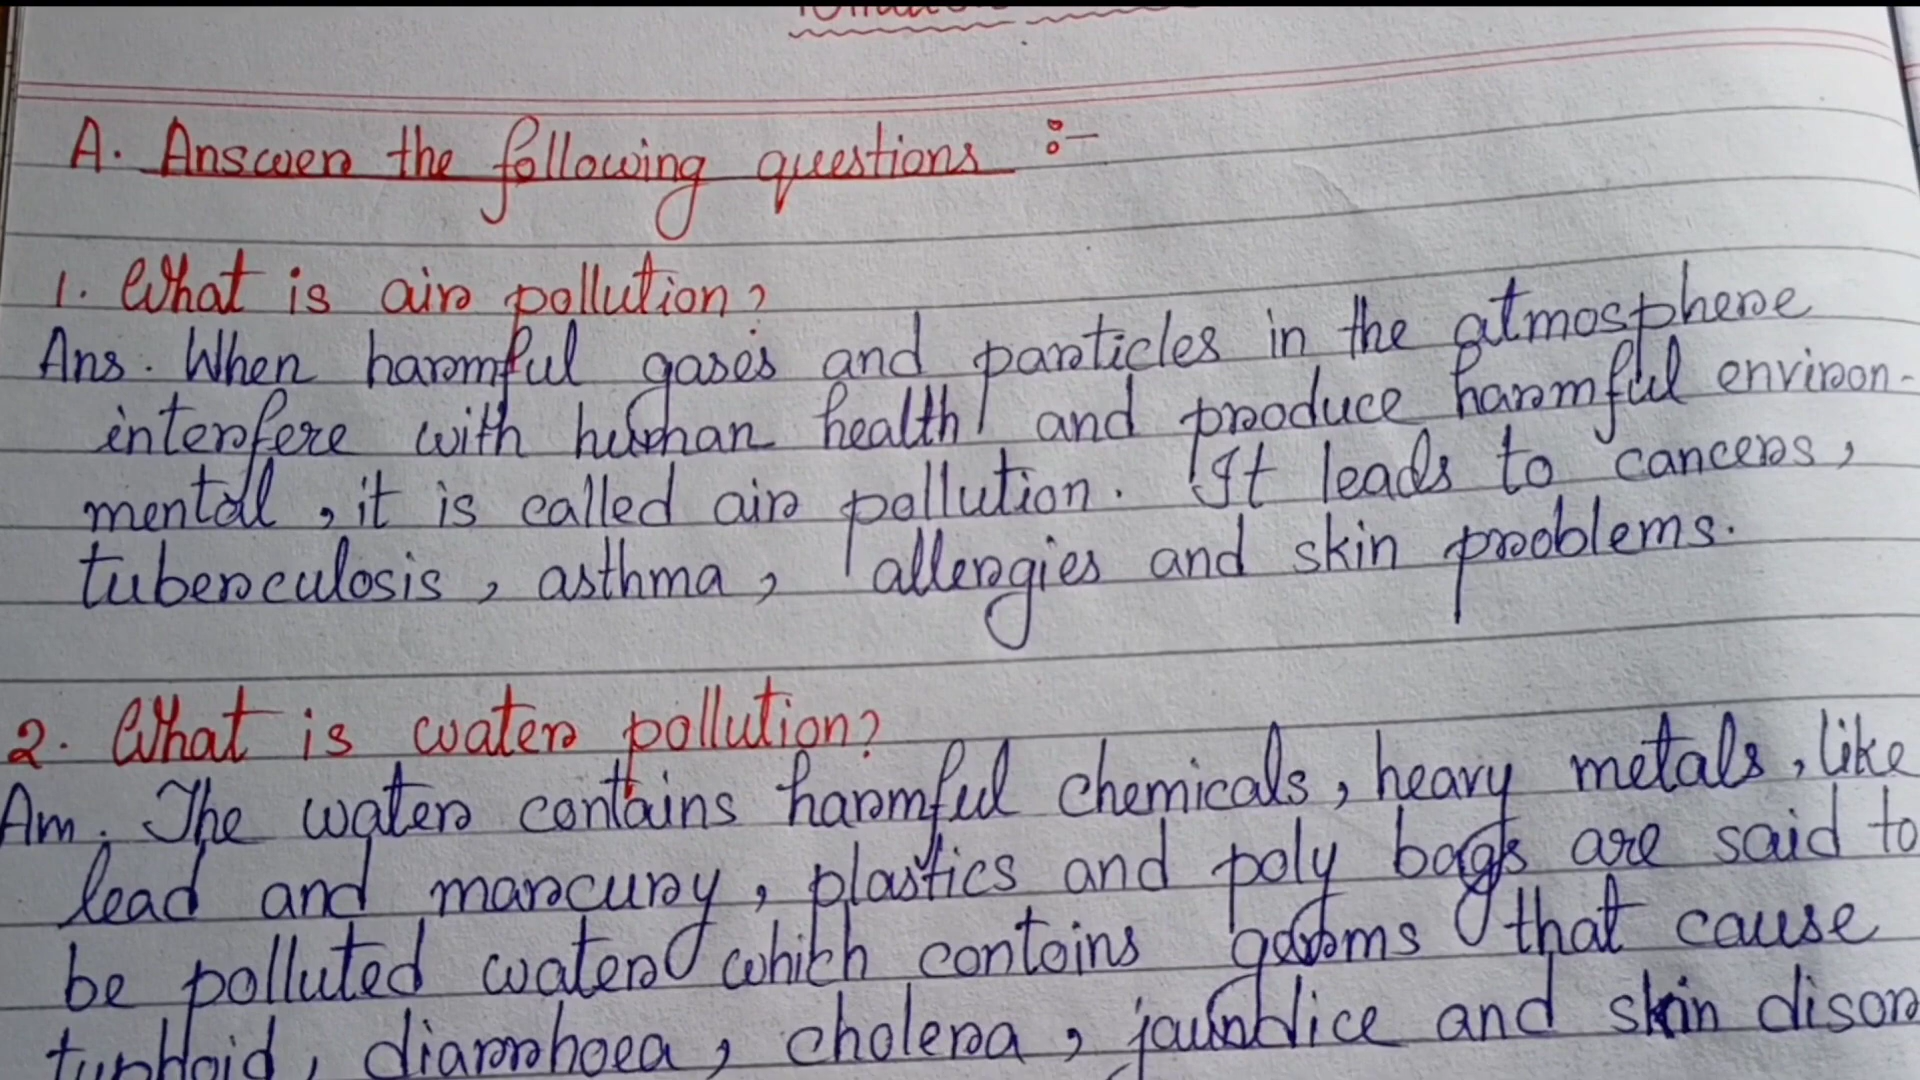 A. Answer the following questions :-
1. What is air pollution?
Ans. When harmful gases and particles in the atmosphere
interfere with human health and produce harmful environ-
mental, it is called air pollution. It leads to cancers,
tuberculosis, asthma, allergies and skin problems.
2. What is water pollution?
Am. The water contains harmful chemicals, heavy metals, like
lead and marcury, plastics and poly bags are said to
be polluted water which contains garms that cause
typhoid, diarrhoea, cholera, jaundice and skin disor